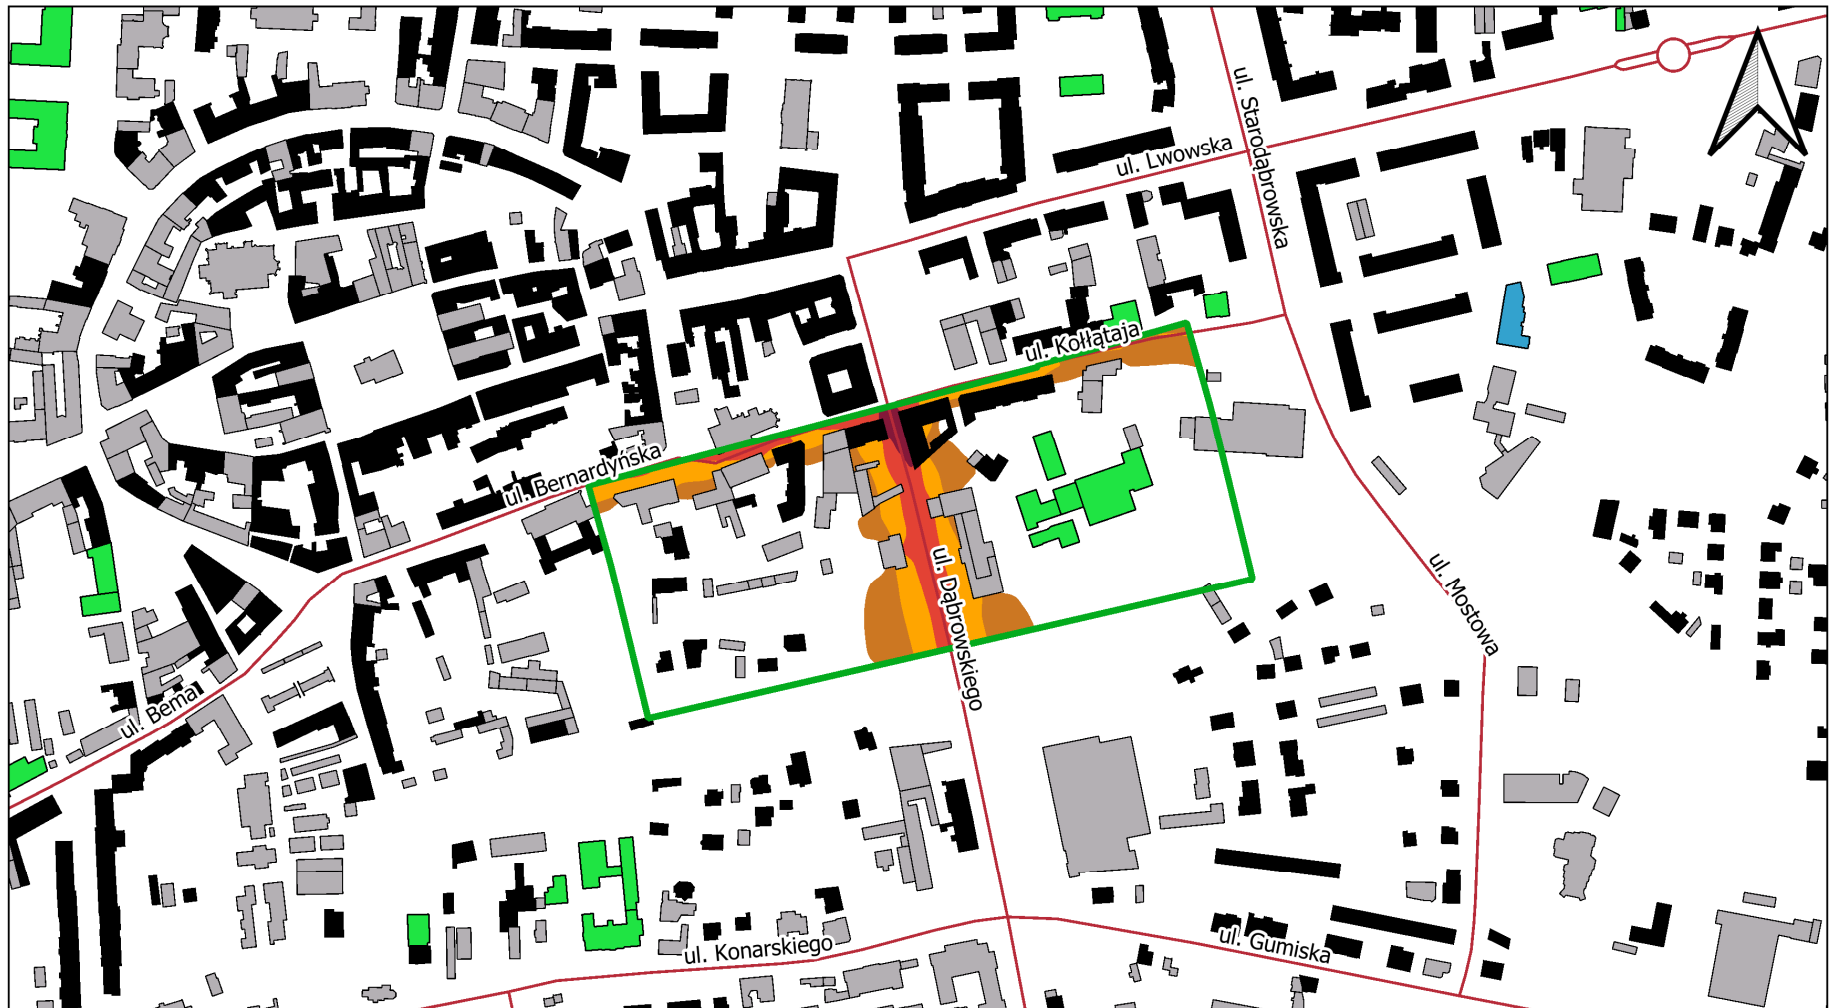 ul. Starodąbrowska
ul. Lwowska
ul. Kołłątaja
ul. Bernardyńska
ul. Dąbrowskiego
ul. Mostowa
ul. Bema
ul. Konarskiego
ul. Gumiska